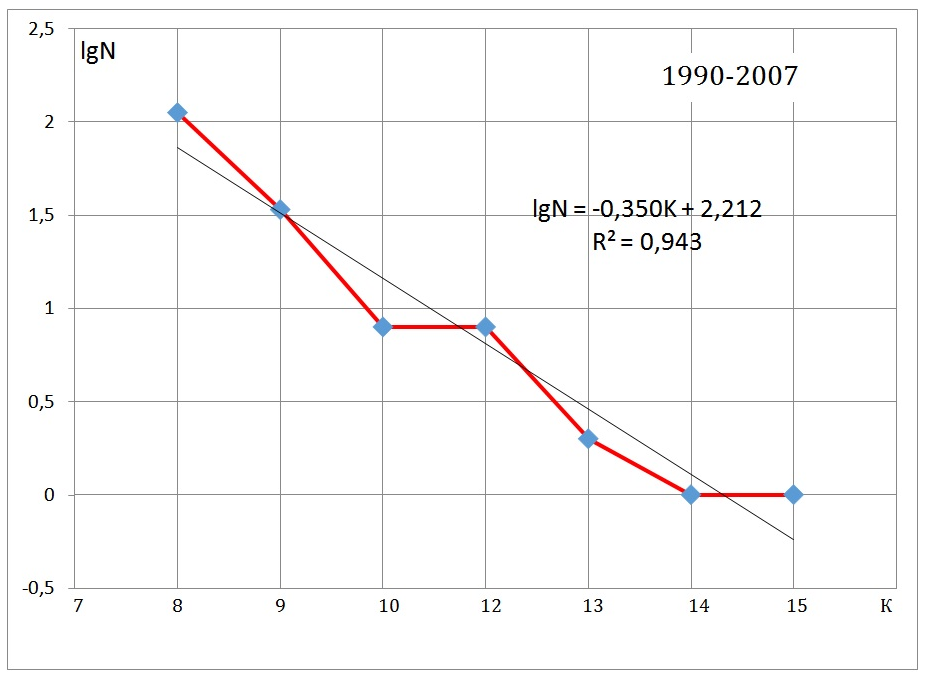 2,5
lgN
1990-2007
2
1,5
lgN = -0,350K + 2,212
R² = 0,943
1
0,5
0
-0,5
7 8 9 10 12 13 14 15 К